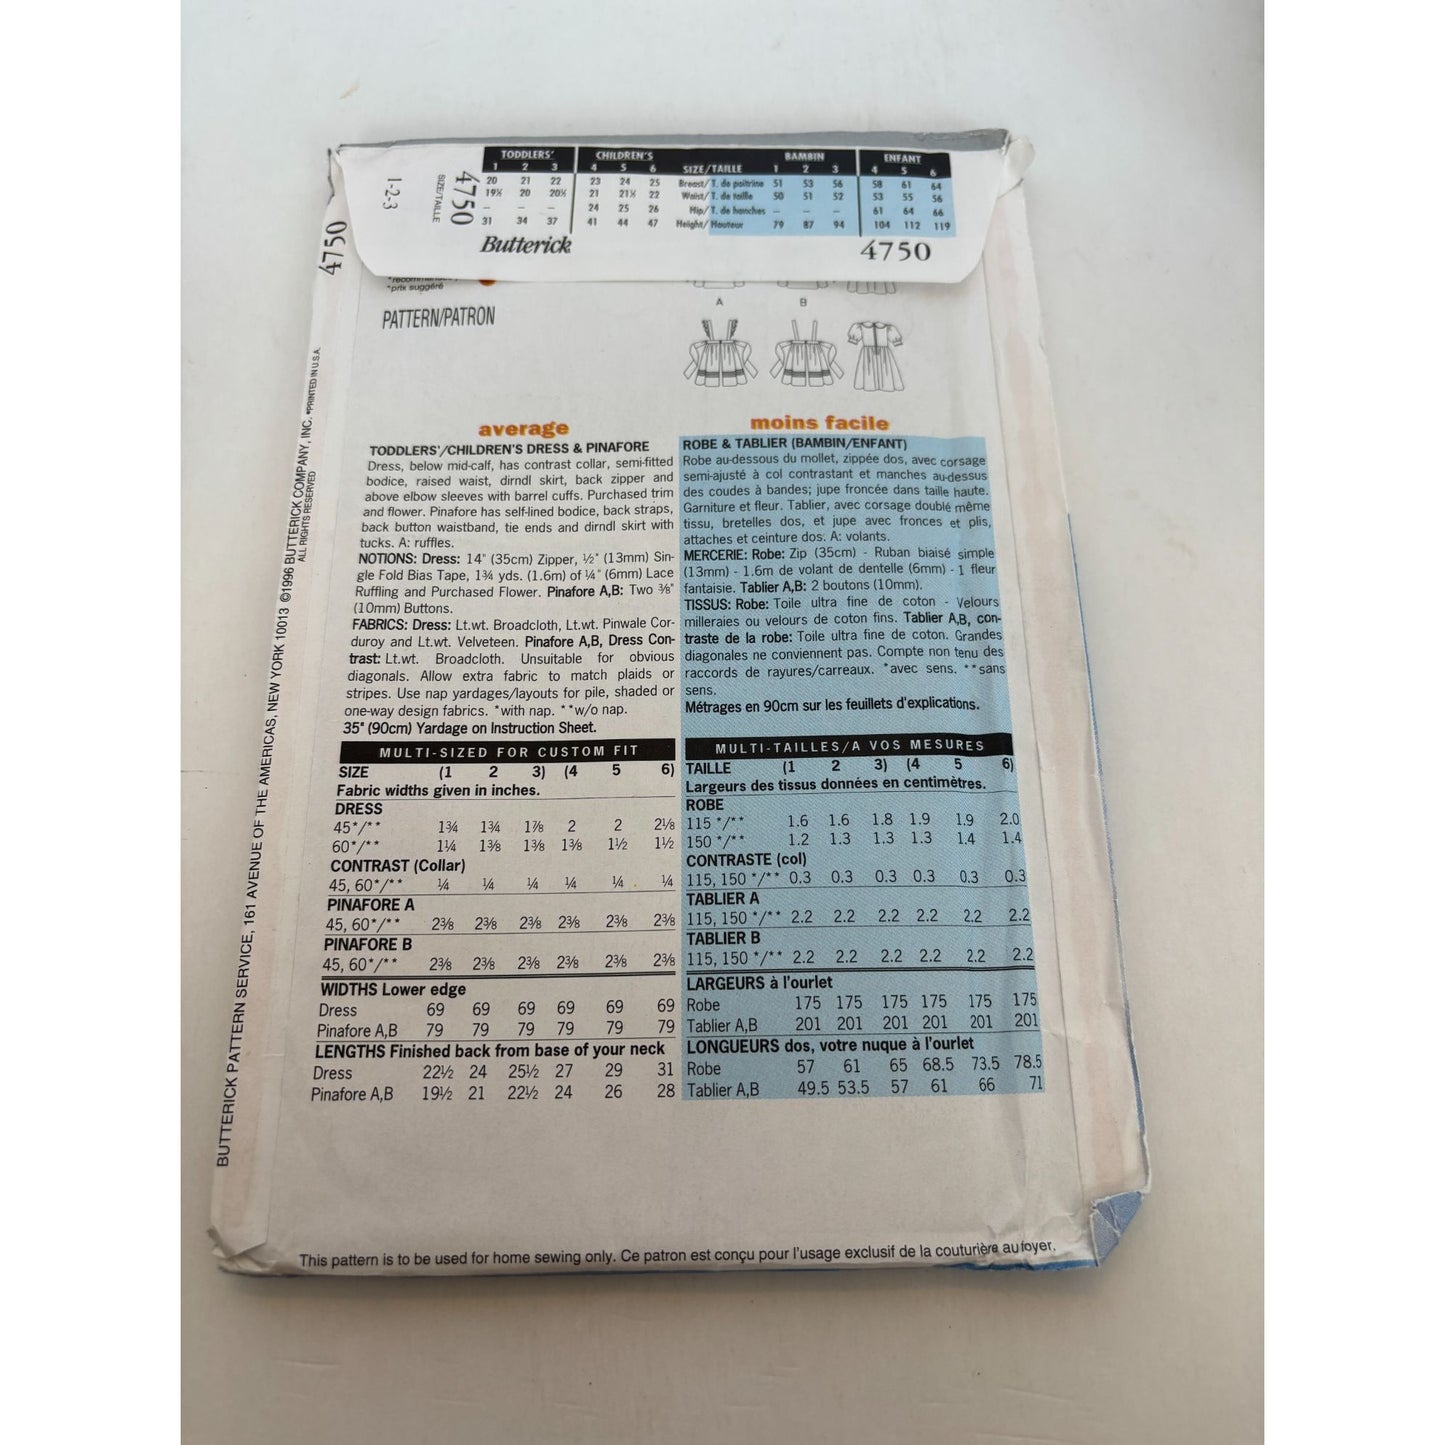 TODDLERS' CHILDREN'S BAMBIN ENFANT
1 2 3 4 5 6 SIZE/TAILLE 1 2 3 4 5 6
20 21 22 23 24 25 Breast/T. de poitrine 51 53 56 58 61 64
19½ 20 20½ 21 21½ 22 Waist/T. de taille 50 51 52 53 55 56
– – – 24 25 26 Hip/T. de hanches – – – 61 64 66
31 34 37 41 44 47 Height/Hauteur 79 87 94 104 112 119
Butterick 4750
4750
SIZE/TAILLE
1-2-3
4750
*prix suggéré
PATTERN/PATRON
A B
average
TODDLERS'/CHILDREN'S DRESS & PINAFORE
Dress, below mid-calf, has contrast collar, semi-fitted
bodice, raised waist, dirndl skirt, back zipper and
above elbow sleeves with barrel cuffs. Purchased trim
and flower. Pinafore has self-lined bodice, back straps,
back button waistband, tie ends and dirndl skirt with
tucks. A: ruffles.
NOTIONS: Dress: 14" (35cm) Zipper, ½" (13mm) Sin-
gle Fold Bias Tape, 1¾ yds. (1.6m) of ¼" (6mm) Lace
Ruffling and Purchased Flower. Pinafore A,B: Two ⅜"
(10mm) Buttons.
FABRICS: Dress: Lt.wt. Broadcloth, Lt.wt. Pinwale Cor-
duroy and Lt.wt. Velveteen. Pinafore A,B, Dress Con-
trast: Lt.wt. Broadcloth. Unsuitable for obvious
diagonals. Allow extra fabric to match plaids or
stripes. Use nap yardages/layouts for pile, shaded or
one-way design fabrics. *with nap. **w/o nap.
35" (90cm) Yardage on Instruction Sheet.
MULTI-SIZED FOR CUSTOM FIT
SIZE (1 2 3) (4 5 6)
Fabric widths given in inches.
DRESS
45*/** 1¾ 1¾ 1⅞ 2 2 2⅛
60*/** 1¼ 1⅜ 1⅜ 1⅜ 1½ 1½
CONTRAST (Collar)
45, 60*/** ¼ ¼ ¼ ¼ ¼ ¼
PINAFORE A
45, 60*/** 2⅜ 2⅜ 2⅜ 2⅜ 2⅜ 2⅜
PINAFORE B
45, 60*/** 2⅜ 2⅜ 2⅜ 2⅜ 2⅜ 2⅜
WIDTHS Lower edge
Dress 69 69 69 69 69 69
Pinafore A,B 79 79 79 79 79 79
LENGTHS Finished back from base of your neck
Dress 22½ 24 25½ 27 29 31
Pinafore A,B 19½ 21 22½ 24 26 28
moins facile
ROBE & TABLIER (BAMBIN/ENFANT)
Robe au-dessous du mollet, zippée dos, avec corsage
semi-ajusté à col contrastant et manches au-dessus
des coudes à bandes; jupe froncée dans taille haute.
Garniture et fleur. Tablier, avec corsage doublé même
tissu, bretelles dos, et jupe avec fronces et plis,
attaches et ceinture dos. A: volants.
MERCERIE: Robe: Zip (35cm) - Ruban biaisé simple
(13mm) - 1.6m de volant de dentelle (6mm) - 1 fleur
fantaisie. Tablier A,B: 2 boutons (10mm).
TISSUS: Robe: Toile ultra fine de coton - Velours
milleraies ou velours de coton fins. Tablier A,B, con-
traste de la robe: Toile ultra fine de coton. Grandes
diagonales ne conviennent pas. Compte non tenu des
raccords de rayures/carreaux. *avec sens. **sans
sens.
Métrages en 90cm sur les feuillets d'explications.
MULTI-TAILLES/A VOS MESURES
TAILLE (1 2 3) (4 5 6)
Largeurs des tissus données en centimètres.
ROBE
115 */** 1.6 1.6 1.8 1.9 1.9 2.0
150 */** 1.2 1.3 1.3 1.3 1.4 1.4
CONTRASTE (col)
115, 150 */** 0.3 0.3 0.3 0.3 0.3 0.3
TABLIER A
115, 150 */** 2.2 2.2 2.2 2.2 2.2 2.2
TABLIER B
115, 150 */** 2.2 2.2 2.2 2.2 2.2 2.2
LARGEURS à l'ourlet
Robe 175 175 175 175 175 175
Tablier A,B 201 201 201 201 201 201
LONGUEURS dos, votre nuque à l'ourlet
Robe 57 61 65 68.5 73.5 78.5
Tablier A,B 49.5 53.5 57 61 66 71
BUTTERICK PATTERN SERVICE, 161 AVENUE OF THE AMERICAS, NEW YORK 10013 ©1996 BUTTERICK COMPANY, INC. •PRINTED IN U.S.A.
ALL RIGHTS RESERVED
This pattern is to be used for home sewing only. Ce patron est conçu pour l'usage exclusif de la couturière au foyer.